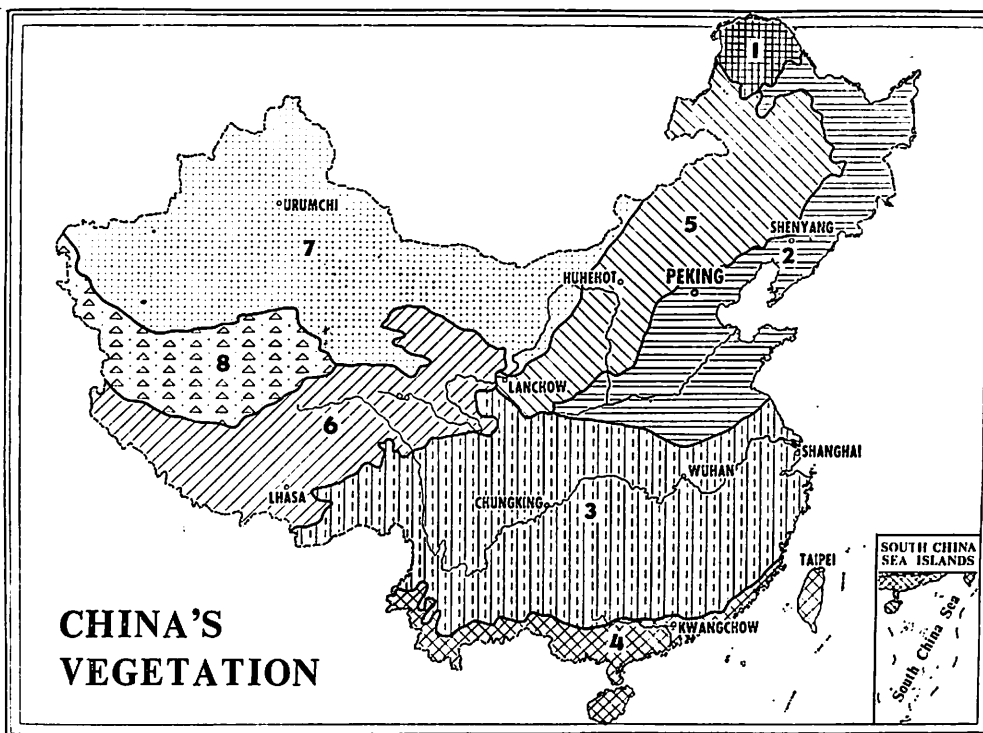 1
URUMCHI
7
5
SHENYANG
2
HUHEHOT
PEKING
8
LANCHOW
6
SHANGHAI
WUHAN
LHASA
CHUNGKING
3
TAIPEI
SOUTH CHINA
SEA ISLANDS
South China Sea
KWANGCHOW
4
CHINA'S
VEGETATION